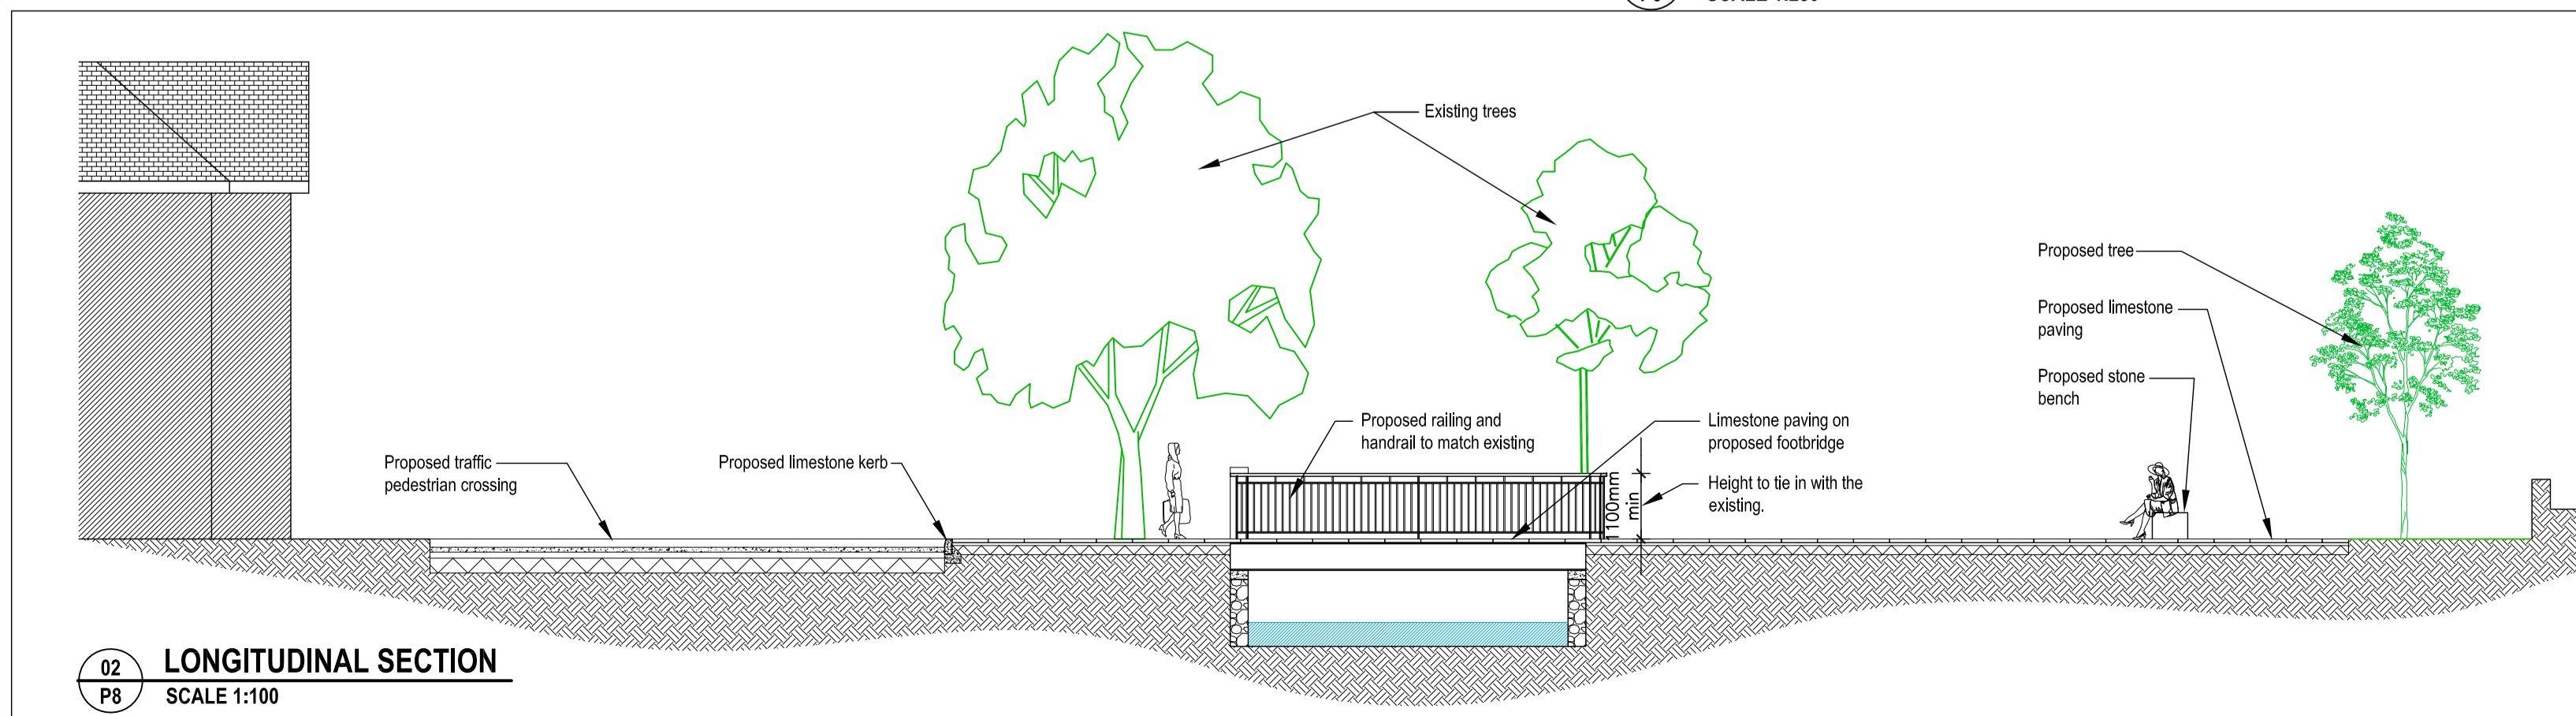 Existing trees
Proposed tree
Proposed limestone
paving
Proposed stone
bench
Proposed railing and
handrail to match existing
Limestone paving on
proposed footbridge
Height to tie in with the
existing.
1100mm
min
Proposed traffic
pedestrian crossing
Proposed limestone kerb
02
P8
LONGITUDINAL SECTION
SCALE 1:100